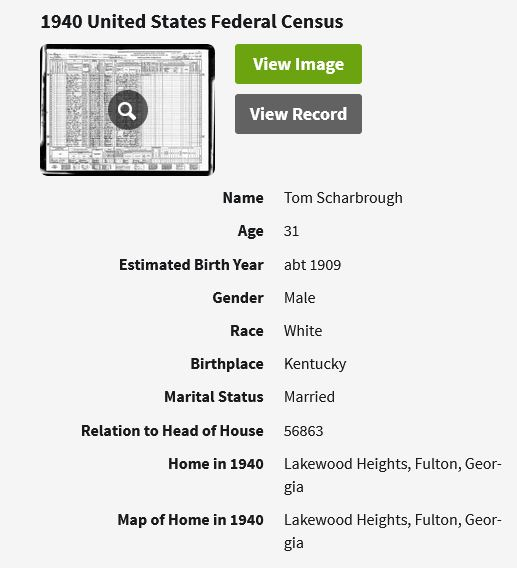 1940 United States Federal Census
View Image
View Record
Name Tom Scharbrough
Age 31
Estimated Birth Year abt 1909
Gender Male
Race White
Birthplace Kentucky
Marital Status Married
Relation to Head of House 56863
Home in 1940 Lakewood Heights, Fulton, Geor-
gia
Map of Home in 1940 Lakewood Heights, Fulton, Geor-
gia